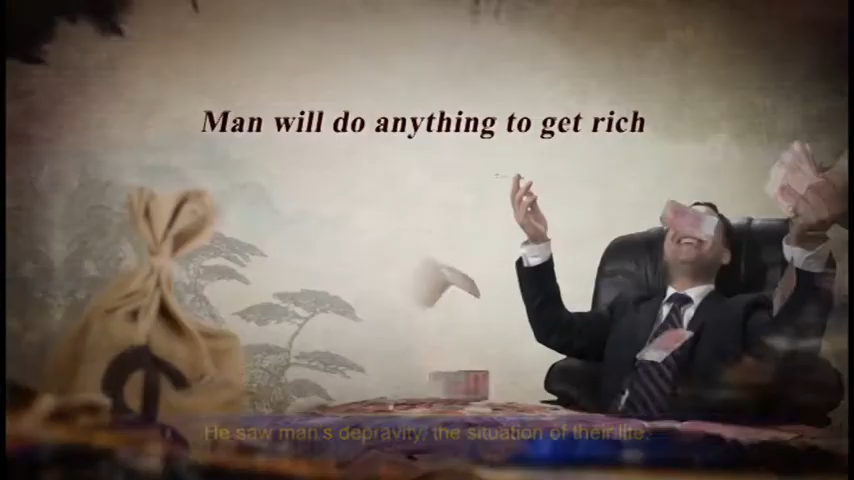 Man will do anything to get rich
He saw man's depravity, the situation of their life.